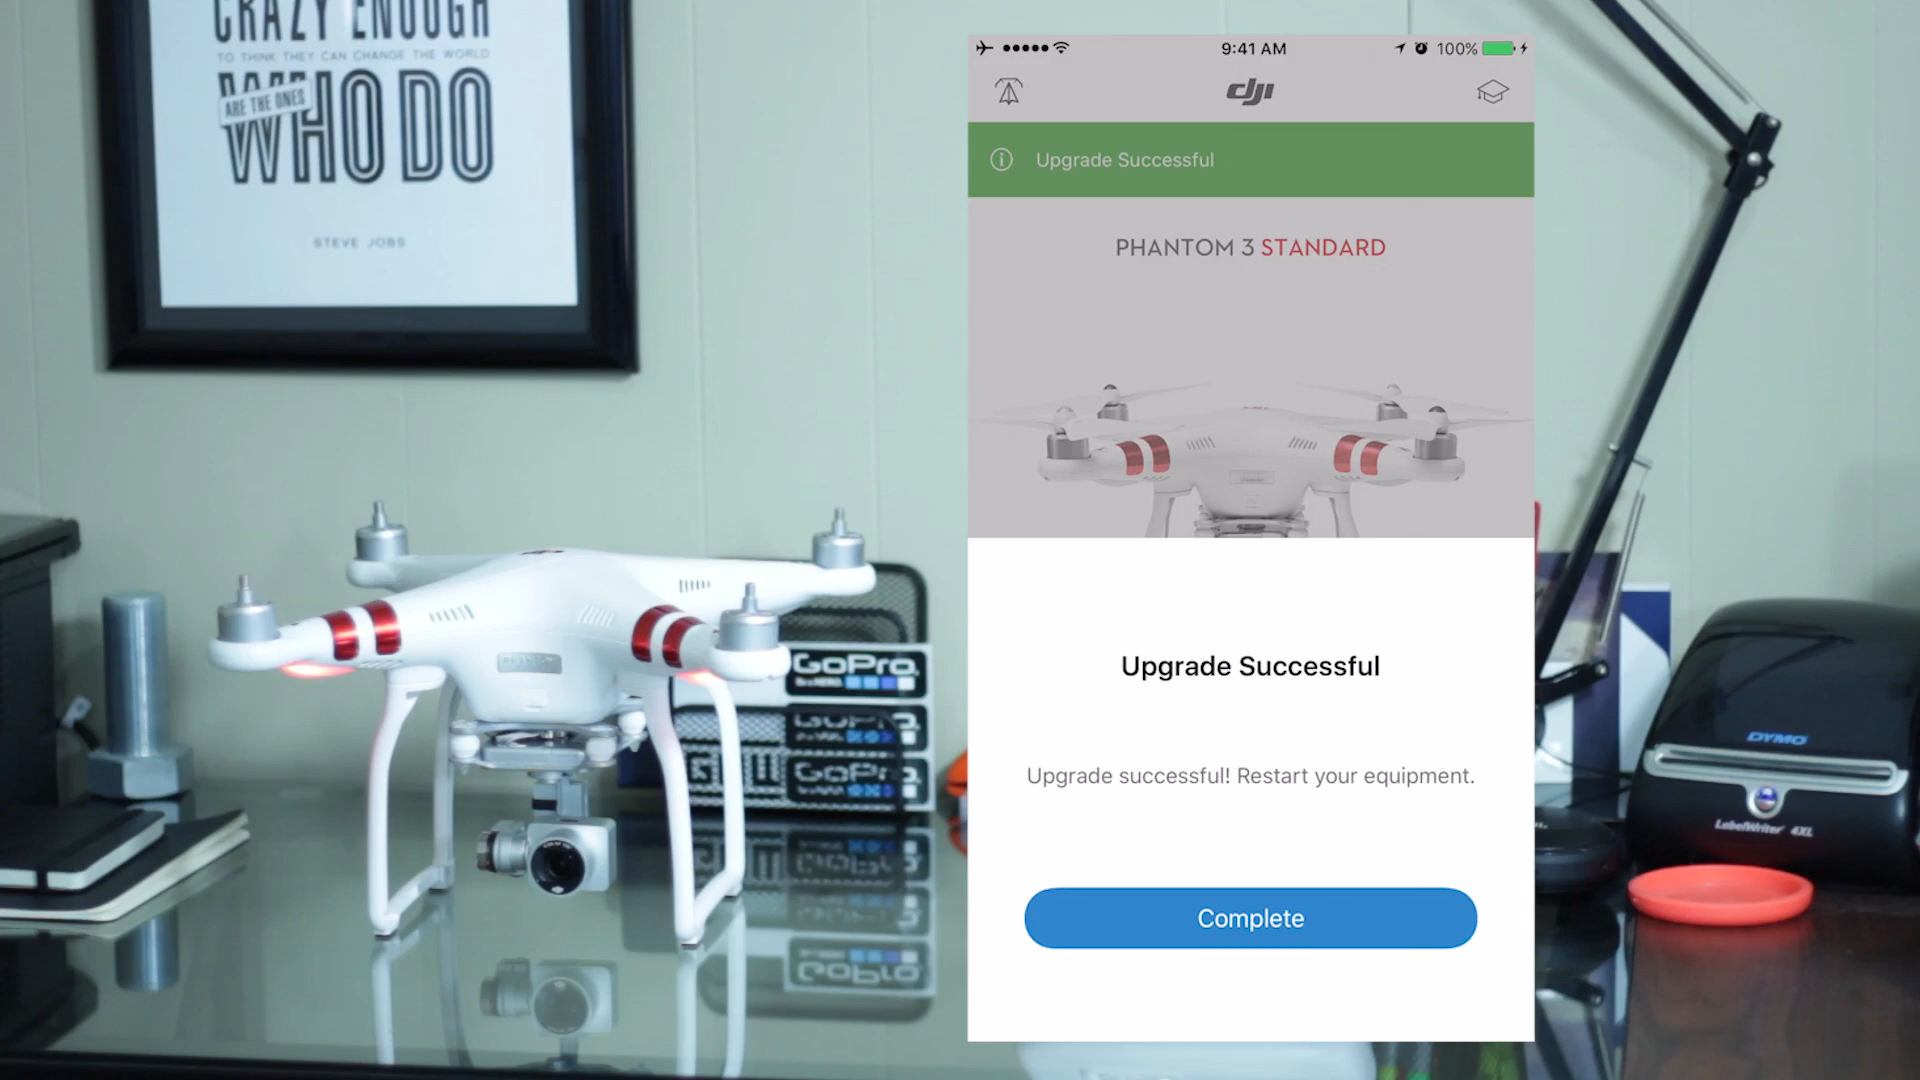 CRAZY ENOUGH
TO THINK THEY CAN CHANGE THE WORLD
ARE THE ONES
WHO DO
STEVE JOBS
9:41 AM
100%
dji
Upgrade Successful
PHANTOM 3 STANDARD
Upgrade Successful
Upgrade successful! Restart your equipment.
Complete
GoPro
GoPro
GoPro
DYMO
LabelWriter 4XL